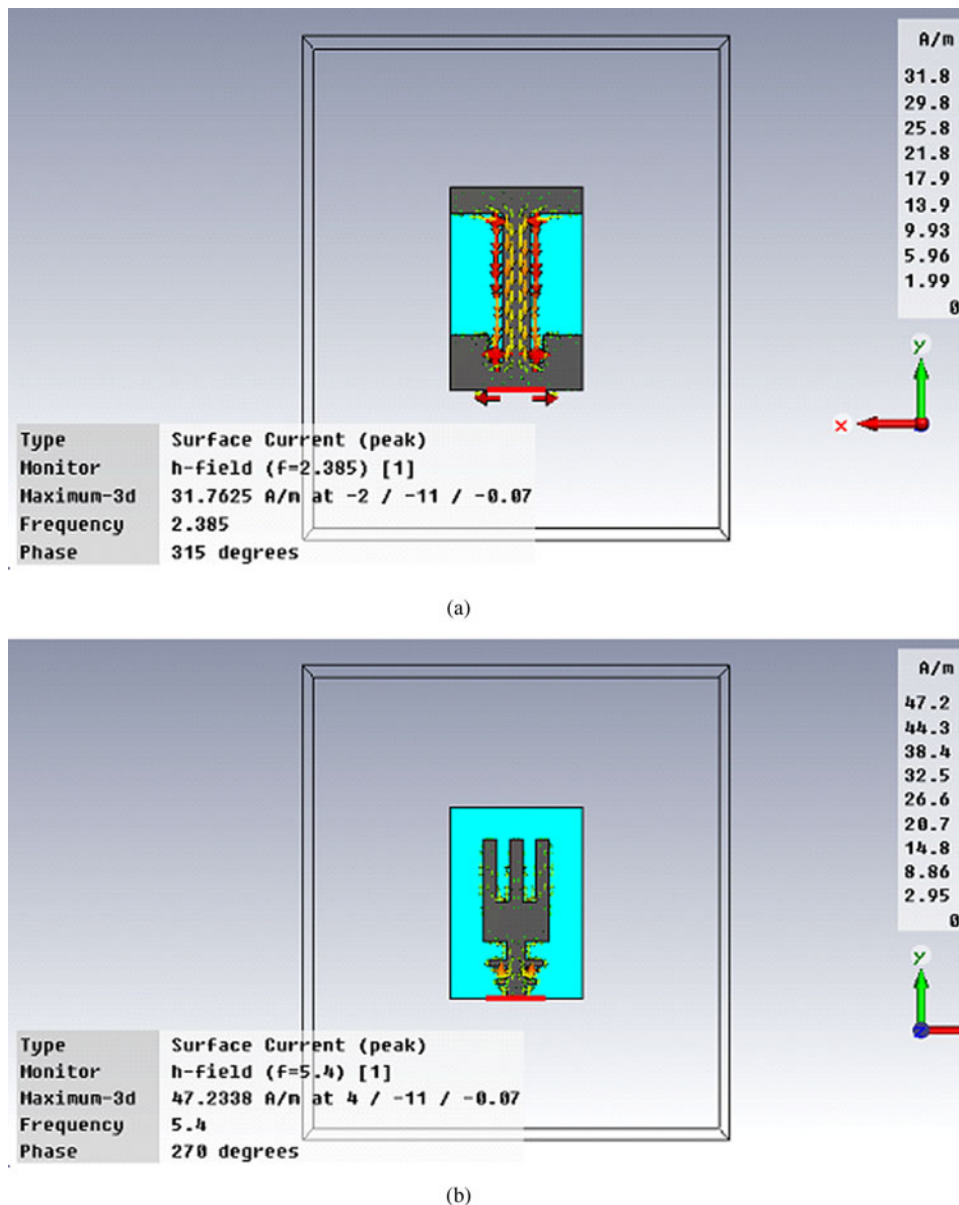 A/m
31.8
29.8
25.8
21.8
17.9
13.9
9.93
5.96
1.99
0
y
x
Type Surface Current (peak)
Monitor h-field (f=2.385) [1]
Maximum-3d 31.7625 A/m at -2 / -11 / -0.07
Frequency 2.385
Phase 315 degrees
(a)
A/m
47.2
44.3
38.4
32.5
26.6
20.7
14.8
8.86
2.95
0
y
z
Type Surface Current (peak)
Monitor h-field (f=5.4) [1]
Maximum-3d 47.2338 A/m at 4 / -11 / -0.07
Frequency 5.4
Phase 270 degrees
(b)